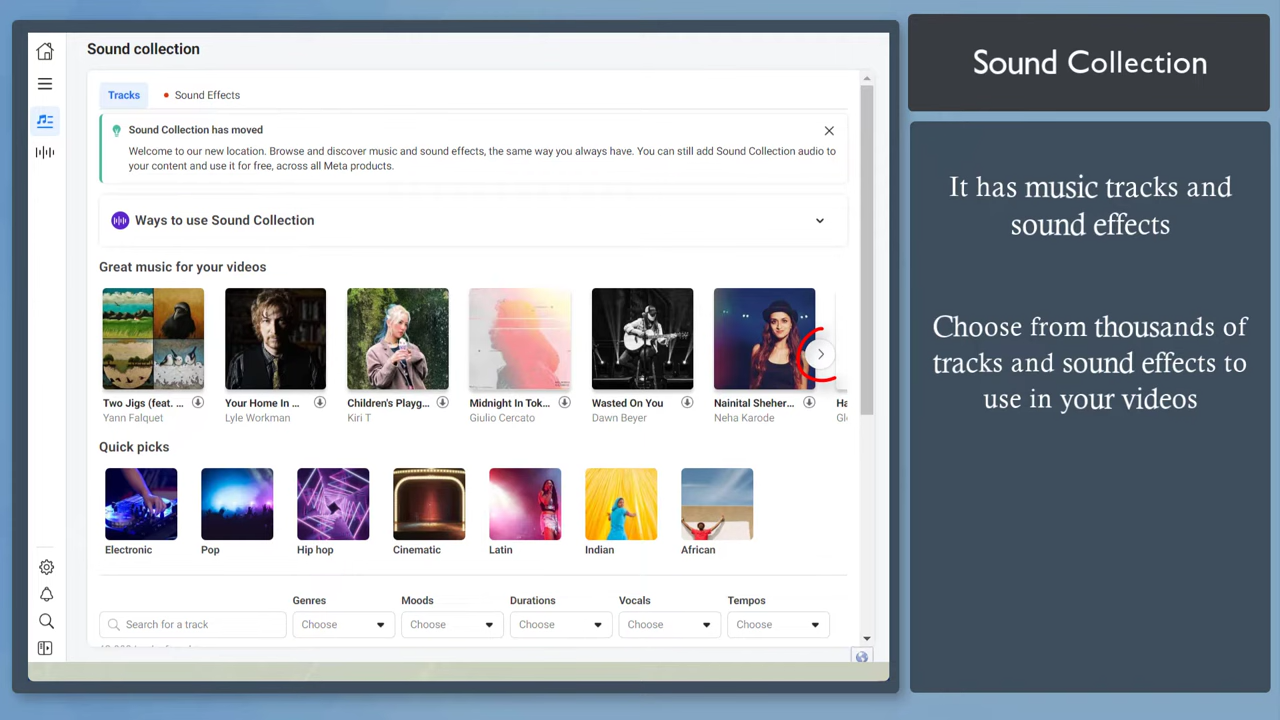 Sound collection
Tracks
Sound Effects
Sound Collection has moved
Welcome to our new location. Browse and discover music and sound effects, the same way you always have. You can still add Sound Collection audio to
your content and use it for free, across all Meta products.
Ways to use Sound Collection
Great music for your videos
Two Jigs (feat. ...
Yann Falquet
Your Home In ...
Lyle Workman
Children's Playg...
Kiri T
Midnight In Tok...
Giulio Cercato
Wasted On You
Dawn Beyer
Nainital Sheher...
Neha Karode
Quick picks
Electronic
Pop
Hip hop
Cinematic
Latin
Indian
African
Search for a track
Genres
Choose
Moods
Choose
Durations
Choose
Vocals
Choose
Tempos
Choose
Sound Collection
It has music tracks and
sound effects
Choose from thousands of
tracks and sound effects to
use in your videos